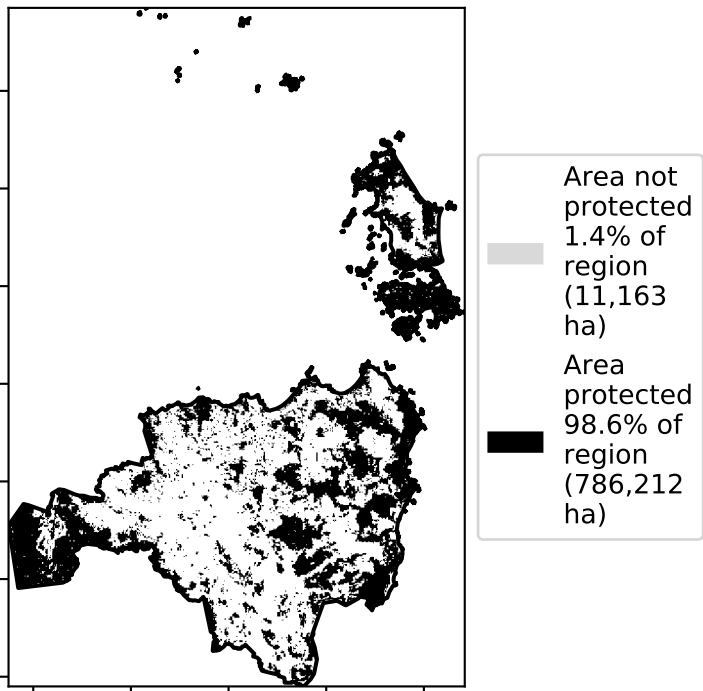 Area not
protected
1.4% of
region
(11,163
ha)
Area
protected
98.6% of
region
(786,212
ha)